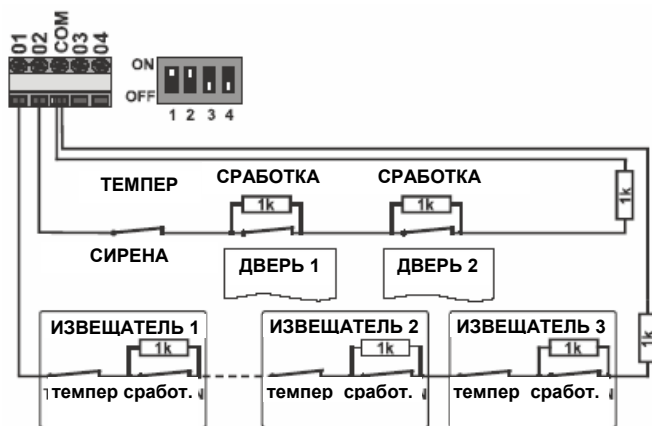 01 02 COM 03 04
ON
OFF
1 2 3 4
ТЕМПЕР
СРАБОТКА
СРАБОТКА
1k
1k
1k
СИРЕНА
ДВЕРЬ 1
ДВЕРЬ 2
ИЗВЕЩАТЕЛЬ 1
ИЗВЕЩАТЕЛЬ 2
ИЗВЕЩАТЕЛЬ 3
1k
1k
1k
1k
темпер сработ.
темпер сработ.
темпер сработ.